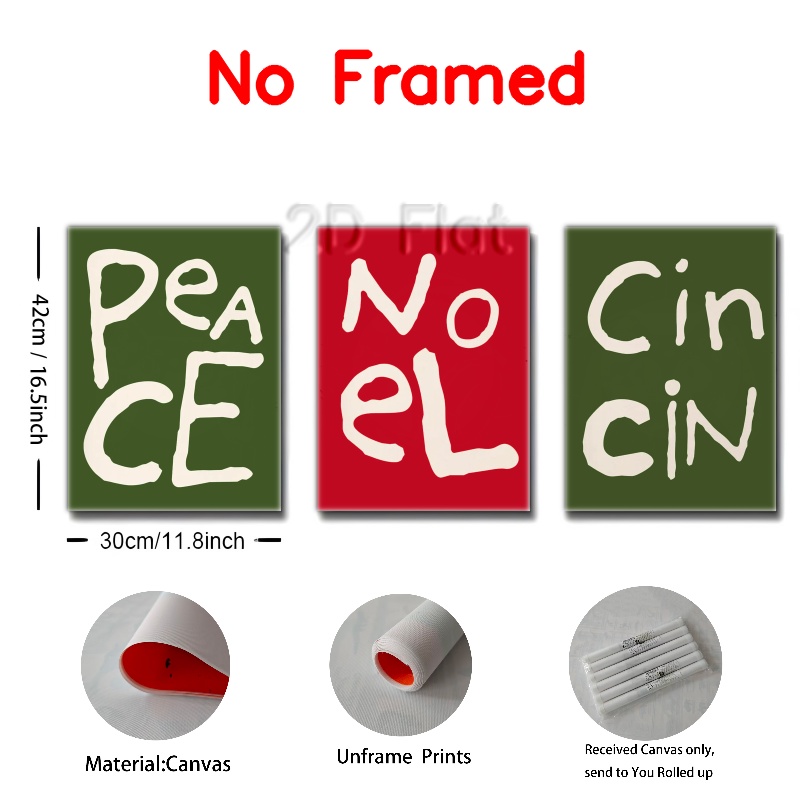 No Framed
2D Flat
PeA
CE
No
eL
Cin
CiN
42cm / 16.5inch
30cm/11.8inch
Material:Canvas
Unframe Prints
Received Canvas only,
send to You Rolled up